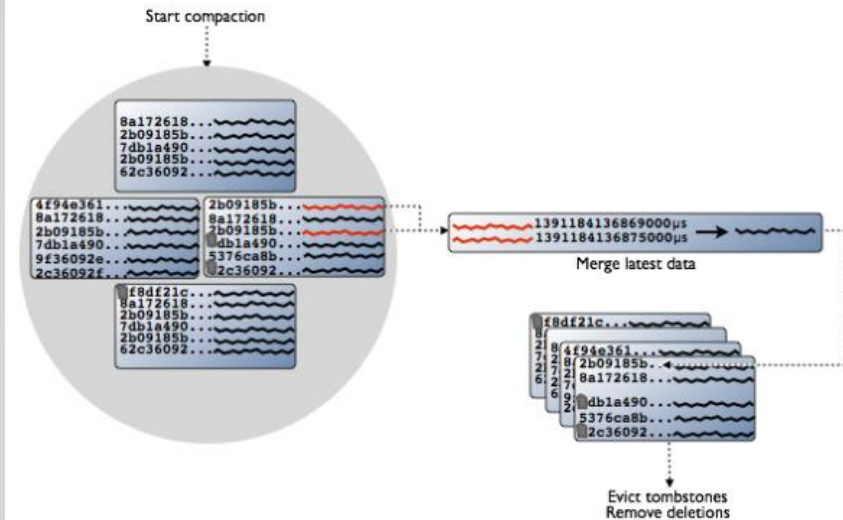 Start compaction
8a172618...
2b09185b...
7db1a490...
2b09185b...
62c36092...
4f94e361...
8a172618...
2b09185b...
7db1a490...
9f36092e...
2c36092f...
2b09185b...
8a172618...
2b09185b...
db1a490...
5376ca8b...
2c36092...
f8df21c...
8a172618...
2b09185b...
7db1a490...
2b09185b...
62c36092...
1391184136869000µs
1391184136875000µs
Merge latest data
f8df21c...
4f94e361...
2b09185b...
8a172618...
db1a490...
5376ca8b...
2c36092...
Evict tombstones
Remove deletions